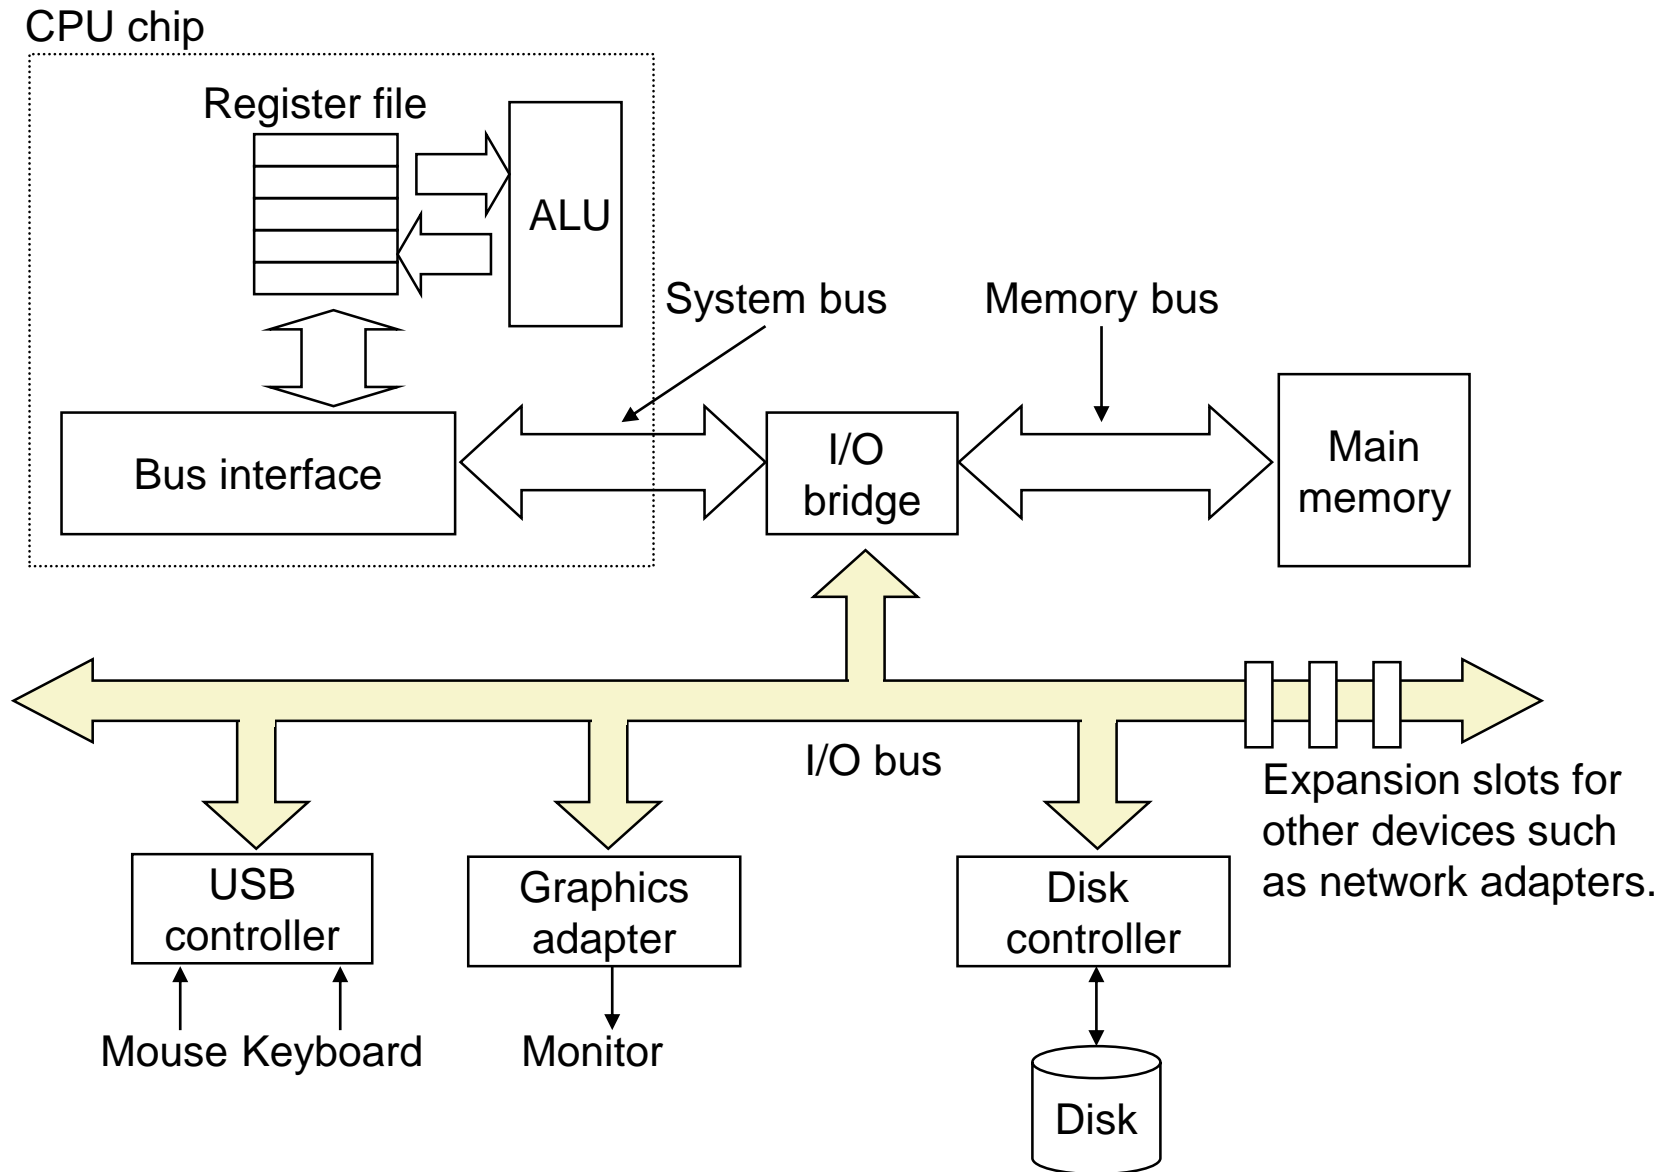 CPU chip
Register file
ALU
System bus
Memory bus
Bus interface
I/O
bridge
Main
memory
I/O bus
Expansion slots for
other devices such
as network adapters.
USB
controller
Graphics
adapter
Disk
controller
Mouse Keyboard
Monitor
Disk